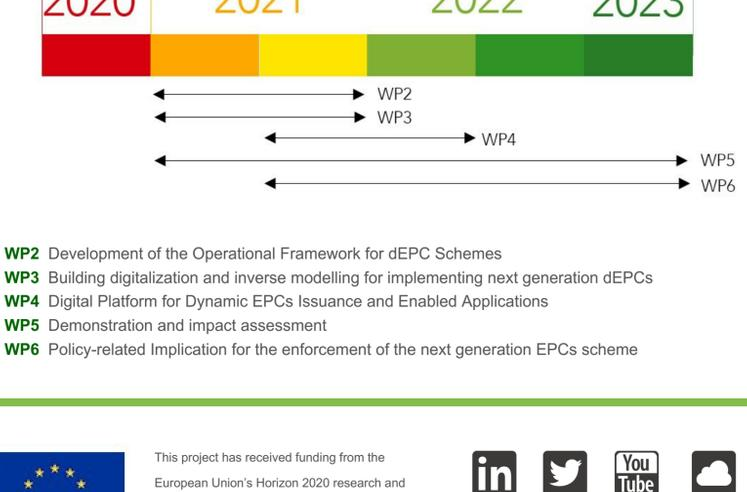 2020 2021 2022 2023
WP2
WP3
WP4
WP5
WP6
WP2 Development of the Operational Framework for dEPC Schemes
WP3 Building digitalization and inverse modelling for implementing next generation dEPCs
WP4 Digital Platform for Dynamic EPCs Issuance and Enabled Applications
WP5 Demonstration and impact assessment
WP6 Policy-related Implication for the enforcement of the next generation EPCs scheme
This project has received funding from the
European Union's Horizon 2020 research and
in
You
Tube